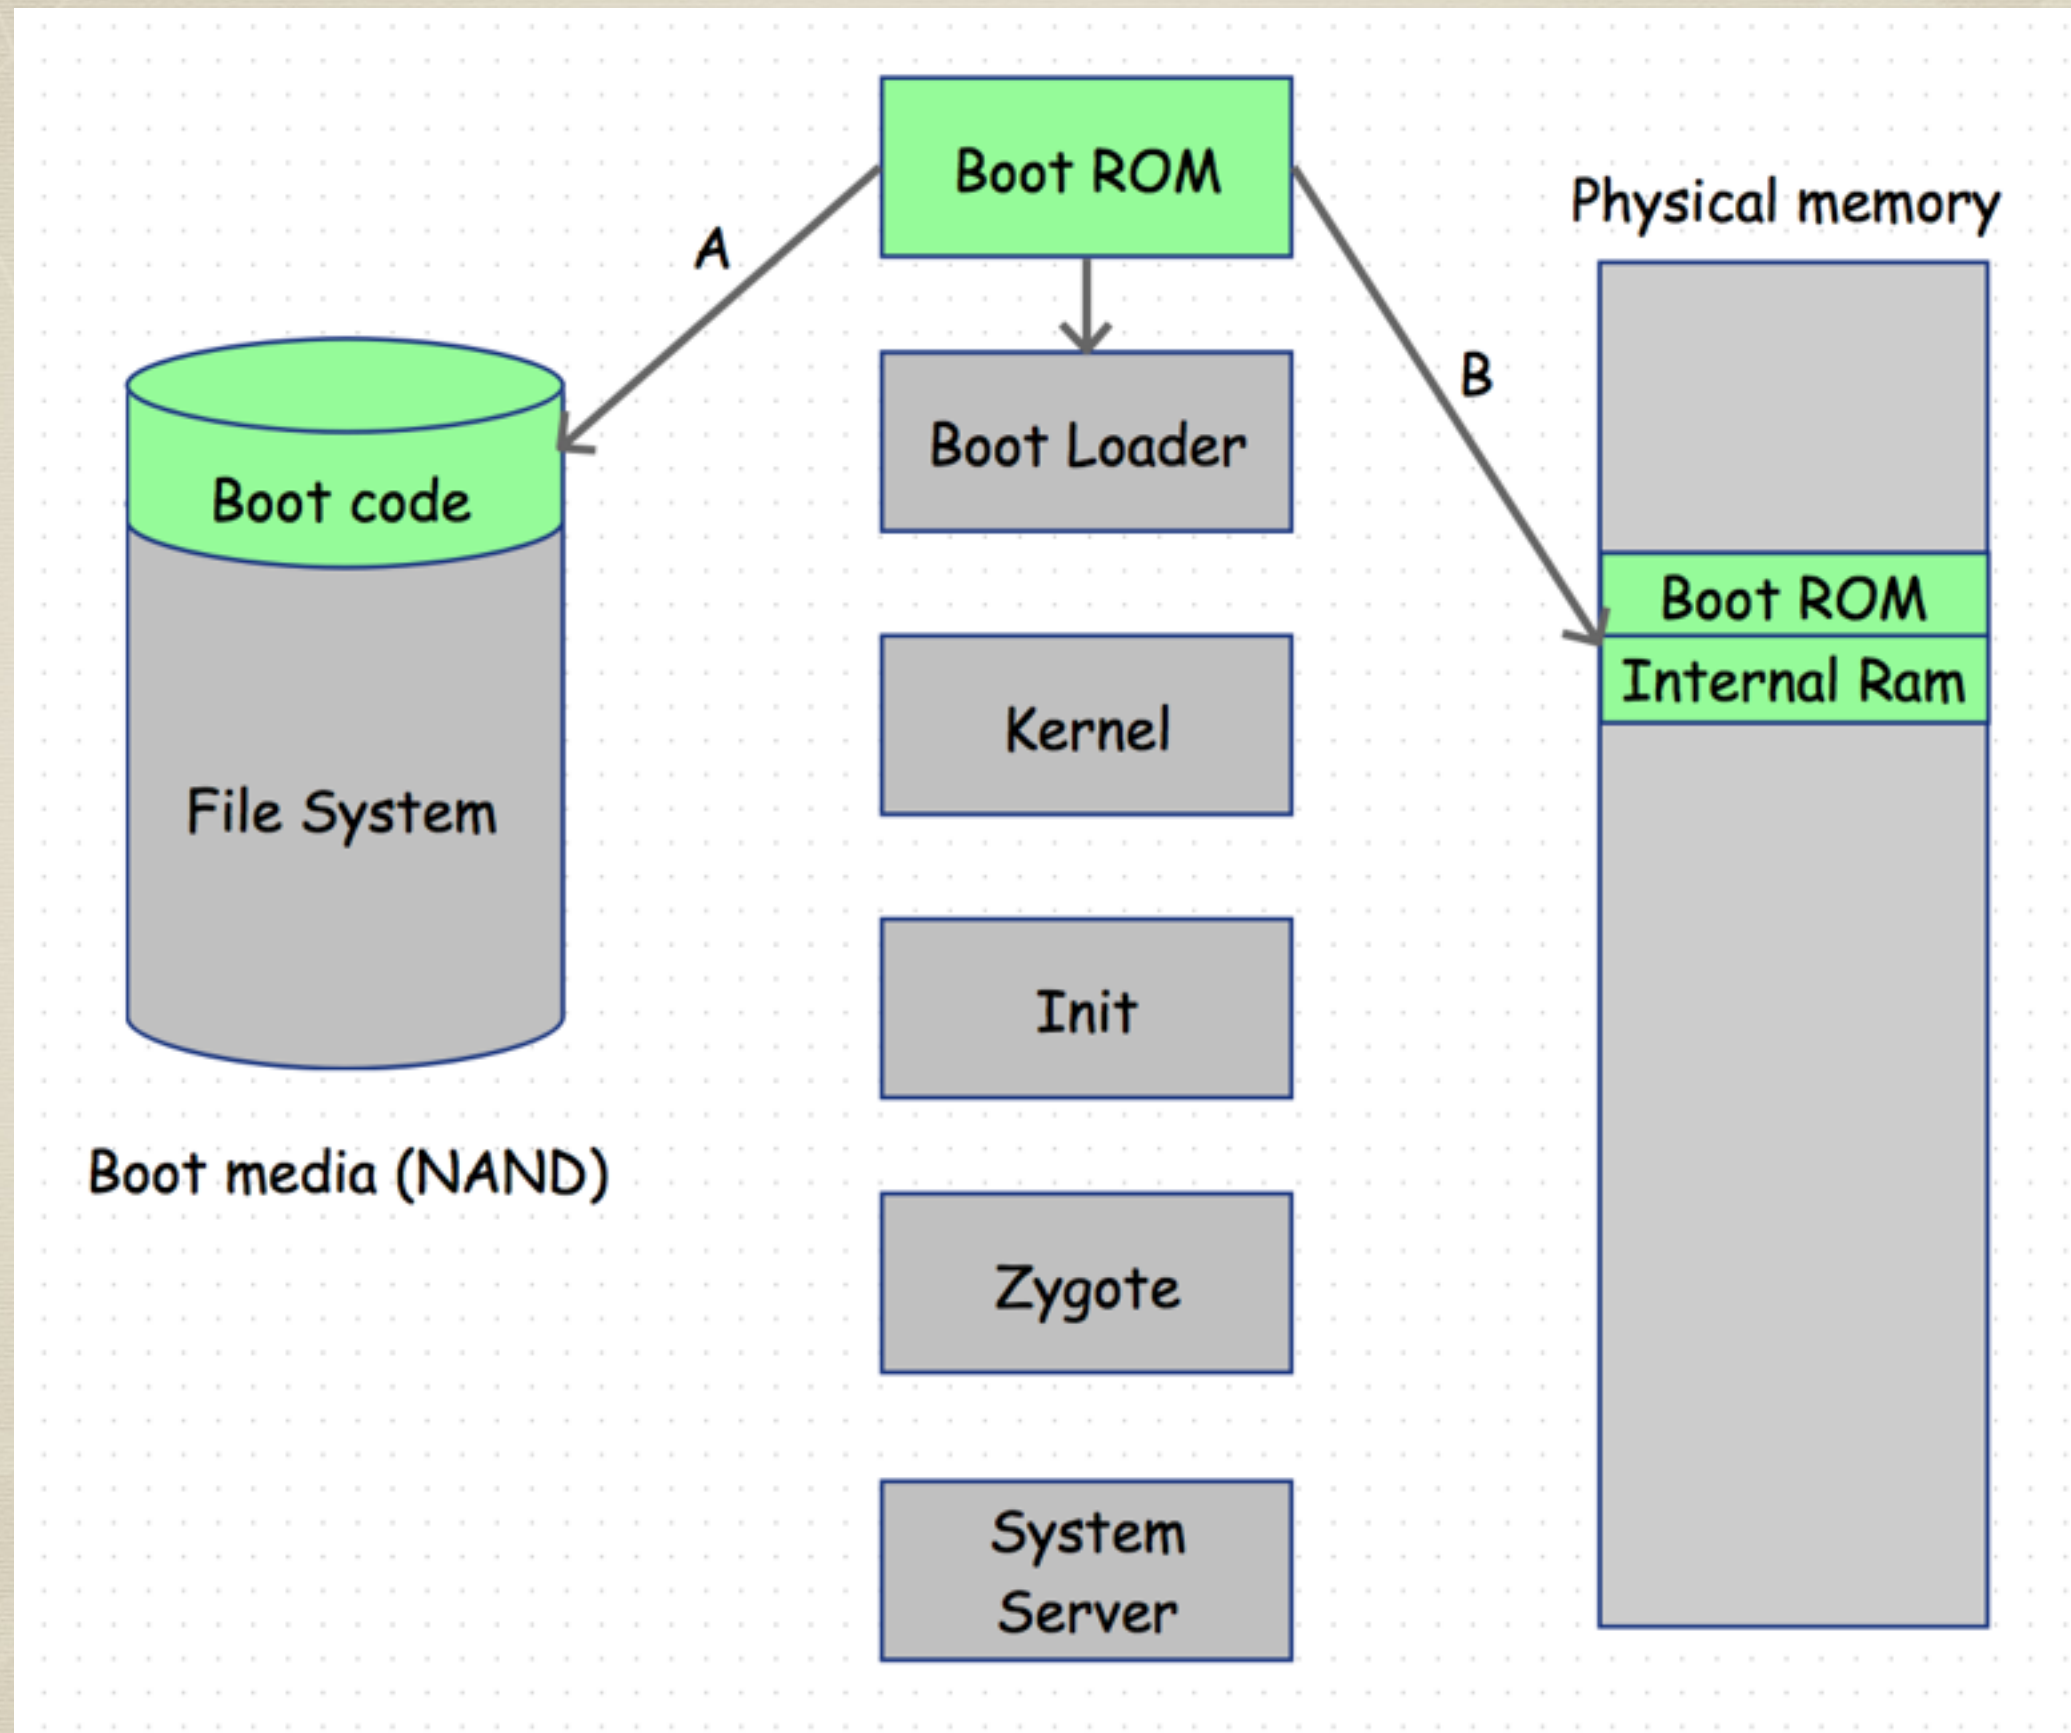 Boot ROM
Physical memory
A
B
Boot Loader
Boot code
Boot ROM
Internal Ram
Kernel
File System
Init
Boot media (NAND)
Zygote
System
Server